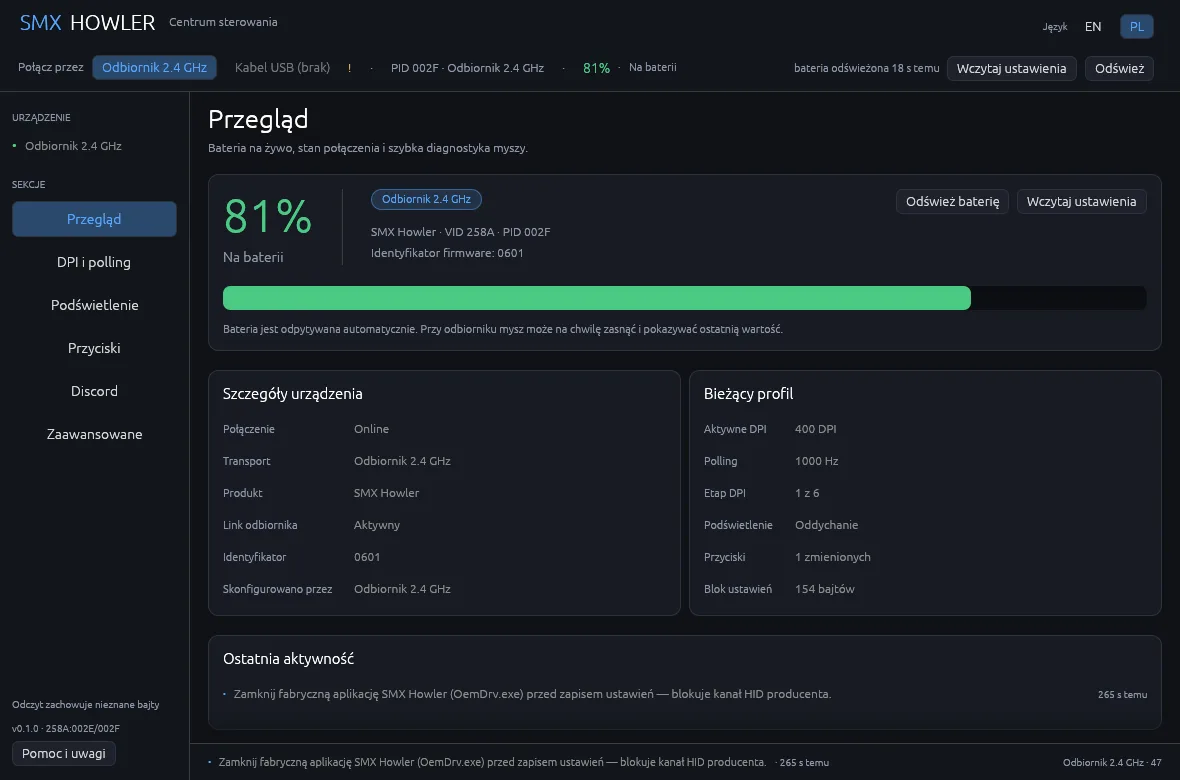 SMX HOWLER Centrum sterowania Język EN PL
Połącz przez Odbiornik 2.4 GHz Kabel USB (brak) ! · PID 002F · Odbiornik 2.4 GHz · 81% · Na baterii bateria odświeżona 18 s temu Wczytaj ustawienia Odśwież
URZĄDZENIE
• Odbiornik 2.4 GHz
SEKCJE
Przegląd
DPI i polling
Podświetlenie
Przyciski
Discord
Zaawansowane
Odczyt zachowuje nieznane bajty
v0.1.0 · 258A:002E/002F
Pomoc i uwagi
Przegląd
Bateria na żywo, stan połączenia i szybka diagnostyka myszy.
81%
Na baterii
Odbiornik 2.4 GHz
SMX Howler · VID 258A · PID 002F
Identyfikator firmware: 0601
Odśwież baterię Wczytaj ustawienia
Bateria jest odpytywana automatycznie. Przy odbiorniku mysz może na chwilę zasnąć i pokazywać ostatnią wartość.
Szczegóły urządzenia
Połączenie Online
Transport Odbiornik 2.4 GHz
Produkt SMX Howler
Link odbiornika Aktywny
Identyfikator 0601
Skonfigurowano przez Odbiornik 2.4 GHz
Bieżący profil
Aktywne DPI 400 DPI
Polling 1000 Hz
Etap DPI 1 z 6
Podświetlenie Oddychanie
Przyciski 1 zmienionych
Blok ustawień 154 bajtów
Ostatnia aktywność
· Zamknij fabryczną aplikację SMX Howler (OemDrv.exe) przed zapisem ustawień — blokuje kanał HID producenta. 265 s temu
· Zamknij fabryczną aplikację SMX Howler (OemDrv.exe) przed zapisem ustawień — blokuje kanał HID producenta. · 265 s temu Odbiornik 2.4 GHz · 47